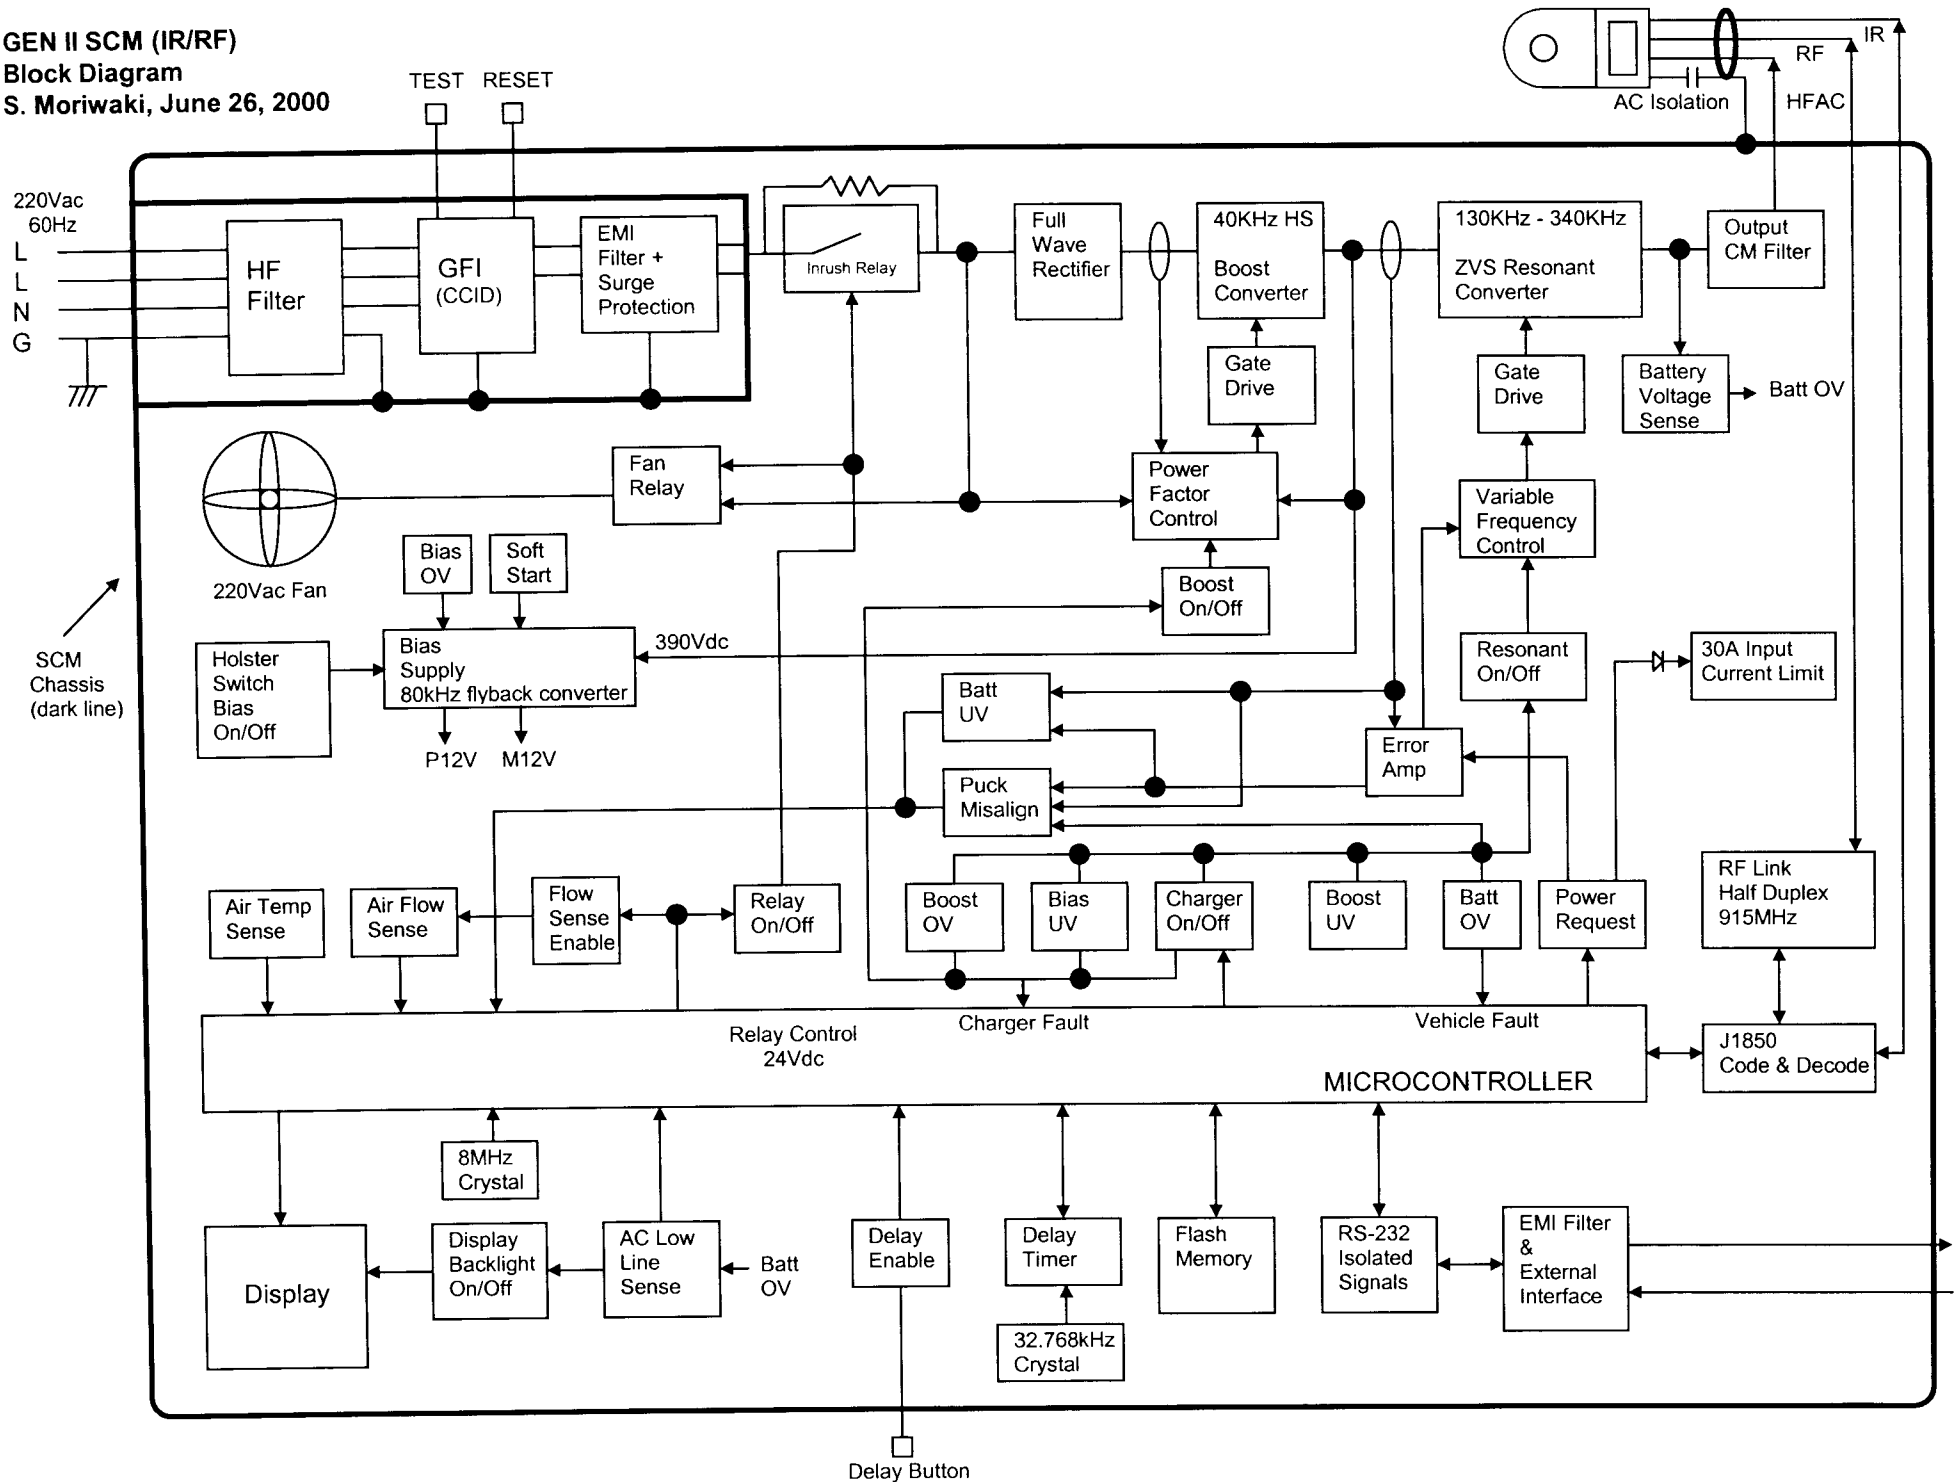 GEN II SCM (IR/RF)
Block Diagram
S. Moriwaki, June 26, 2000
TEST
RESET
IR
RF
AC Isolation
HFAC
220Vac
60Hz
L
L
N
G
HF
Filter
GFI
(CCID)
EMI
Filter +
Surge
Protection
Inrush Relay
Full
Wave
Rectifier
40KHz HS
Boost
Converter
130KHz - 340KHz
ZVS Resonant
Converter
Output
CM Filter
Gate
Drive
Gate
Drive
Battery
Voltage
Sense
Batt OV
Fan
Relay
Power
Factor
Control
Variable
Frequency
Control
220Vac Fan
Bias
OV
Soft
Start
Boost
On/Off
SCM
Chassis
(dark line)
Holster
Switch
Bias
On/Off
Bias
Supply
80kHz flyback converter
390Vdc
Resonant
On/Off
30A Input
Current Limit
P12V
M12V
Batt
UV
Error
Amp
Puck
Misalign
Air Temp
Sense
Air Flow
Sense
Flow
Sense
Enable
Relay
On/Off
Boost
OV
Bias
UV
Charger
On/Off
Boost
UV
Batt
OV
Power
Request
RF Link
Half Duplex
915MHz
Relay Control
24Vdc
Charger Fault
Vehicle Fault
MICROCONTROLLER
J1850
Code & Decode
8MHz
Crystal
Display
Display
Backlight
On/Off
AC Low
Line
Sense
Batt
OV
Delay
Enable
Delay
Timer
32.768kHz
Crystal
Flash
Memory
RS-232
Isolated
Signals
EMI Filter
&
External
Interface
Delay Button